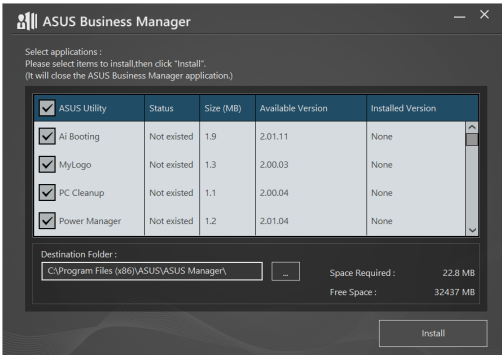 ASUS Business Manager
Select applications :
Please select items to install,then click "Install".
(It will close the ASUS Business Manager application.)
ASUS Utility Status Size (MB) Available Version Installed Version
Ai Booting Not existed 1.9 2.01.11 None
MyLogo Not existed 1.3 2.00.03 None
PC Cleanup Not existed 1.1 2.00.04 None
Power Manager Not existed 1.2 2.01.04 None
Destination Folder :
C:\Program Files (x86)\ASUS\ASUS Manager\ ... Space Required : 22.8 MB
Free Space : 32437 MB
Install